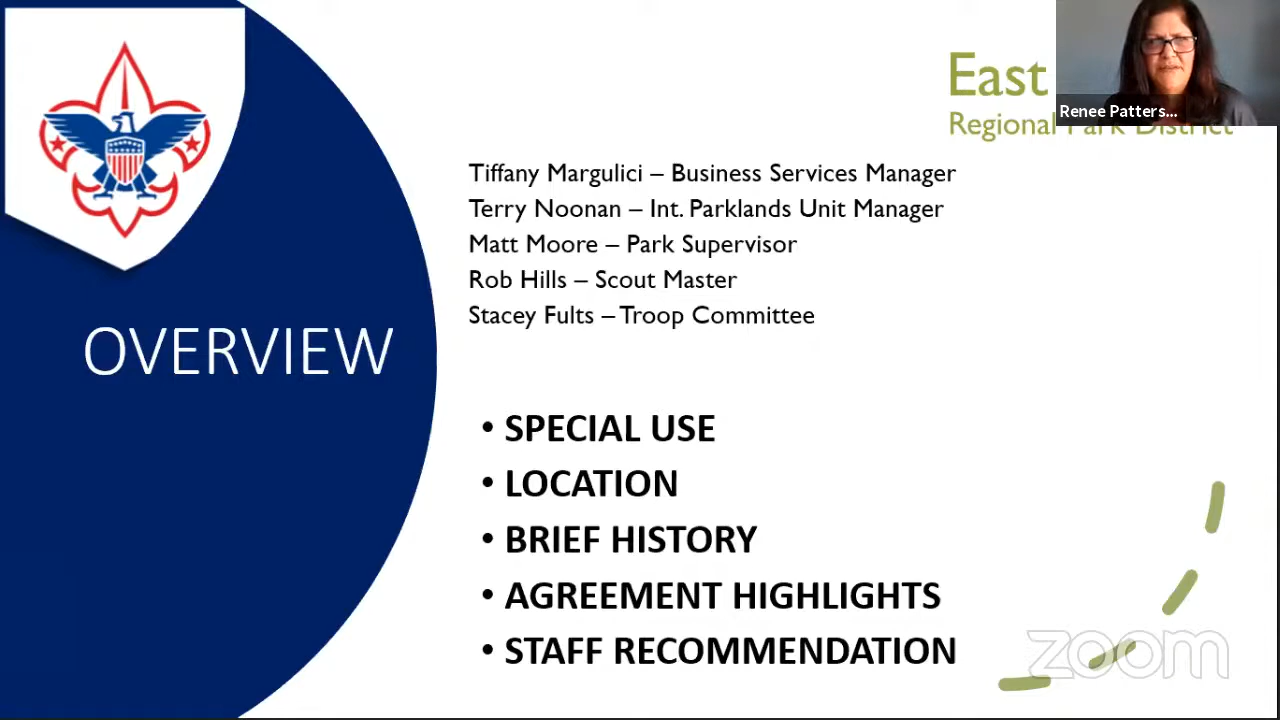 East
Renee Patters...
Regional Park District
Tiffany Margulici – Business Services Manager
Terry Noonan – Int. Parklands Unit Manager
Matt Moore – Park Supervisor
Rob Hills – Scout Master
Stacey Fults – Troop Committee
OVERVIEW
• SPECIAL USE
• LOCATION
• BRIEF HISTORY
• AGREEMENT HIGHLIGHTS
• STAFF RECOMMENDATION
zoom